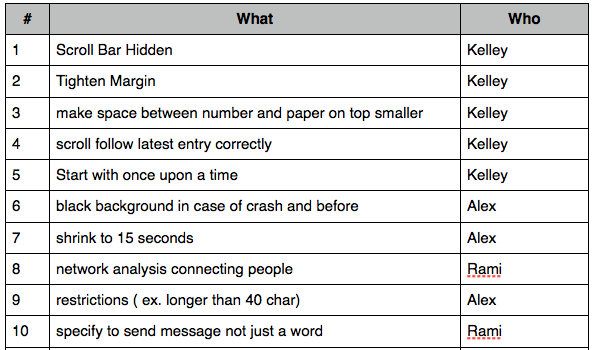 # What Who
1 Scroll Bar Hidden Kelley
2 Tighten Margin Kelley
3 make space between number and paper on top smaller Kelley
4 scroll follow latest entry correctly Kelley
5 Start with once upon a time Kelley
6 black background in case of crash and before Alex
7 shrink to 15 seconds Alex
8 network analysis connecting people Rami
9 restrictions ( ex. longer than 40 char) Alex
10 specify to send message not just a word Rami